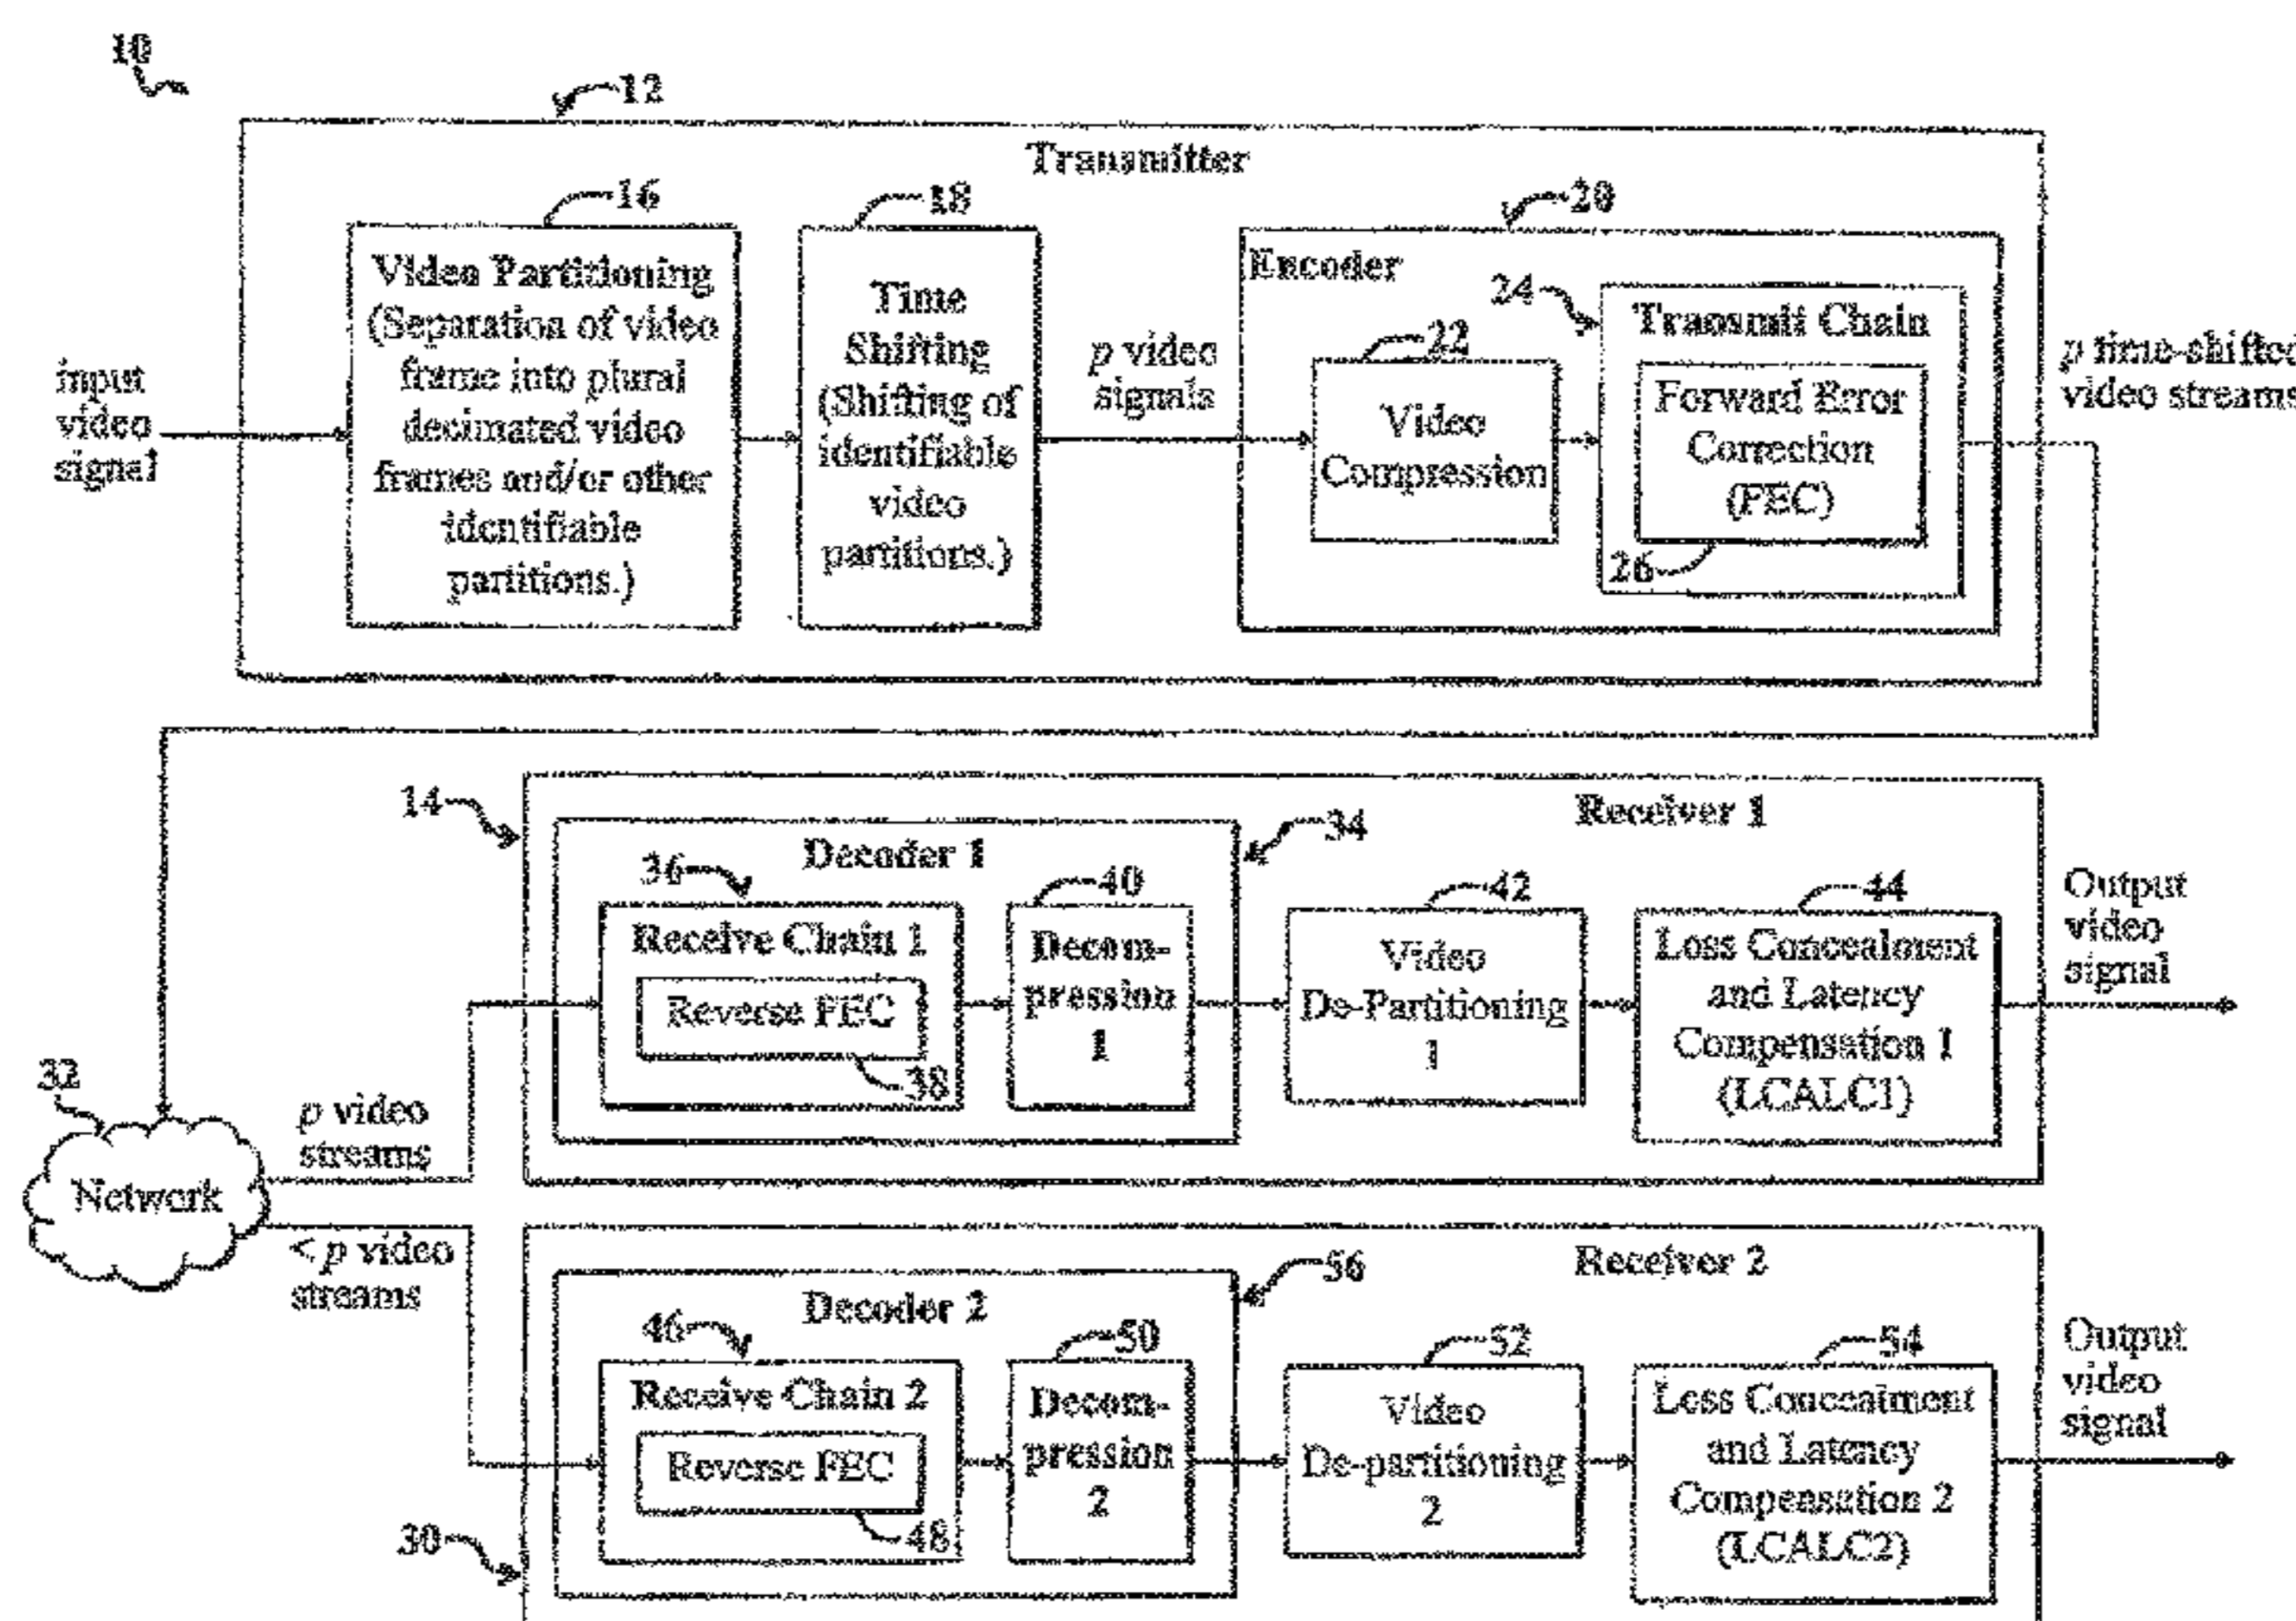 10
12
Transmitter
16
18
20
Video Partitioning
(Separation of video
frame into plural
decimated video
frames and/or other
identifiable
partitions.)
Time
Shifting
(Shifting of
identifiable
video
partitions.)
Encoder
24
Transmit Chain
22
Forward Error
Correction
(FEC)
26
Video
Compression
input
video
signal
p video
signals
p time-shifted
video streams
14
Receiver 1
34
Decoder 1
36
40
42
44
Receive Chain 1
Reverse FEC
38
Decom-
pression
1
Video
De-Partitioning
1
Loss Concealment
and Latency
Compensation 1
(LCALC1)
Output
video
signal
32
Network
p video
streams
< p video
streams
Receiver 2
56
Decoder 2
46
50
52
54
Receive Chain 2
Reverse FEC
48
Decom-
pression
2
Video
De-partitioning
2
Loss Concealment
and Latency
Compensation 2
(LCALC2)
Output
video
signal
30